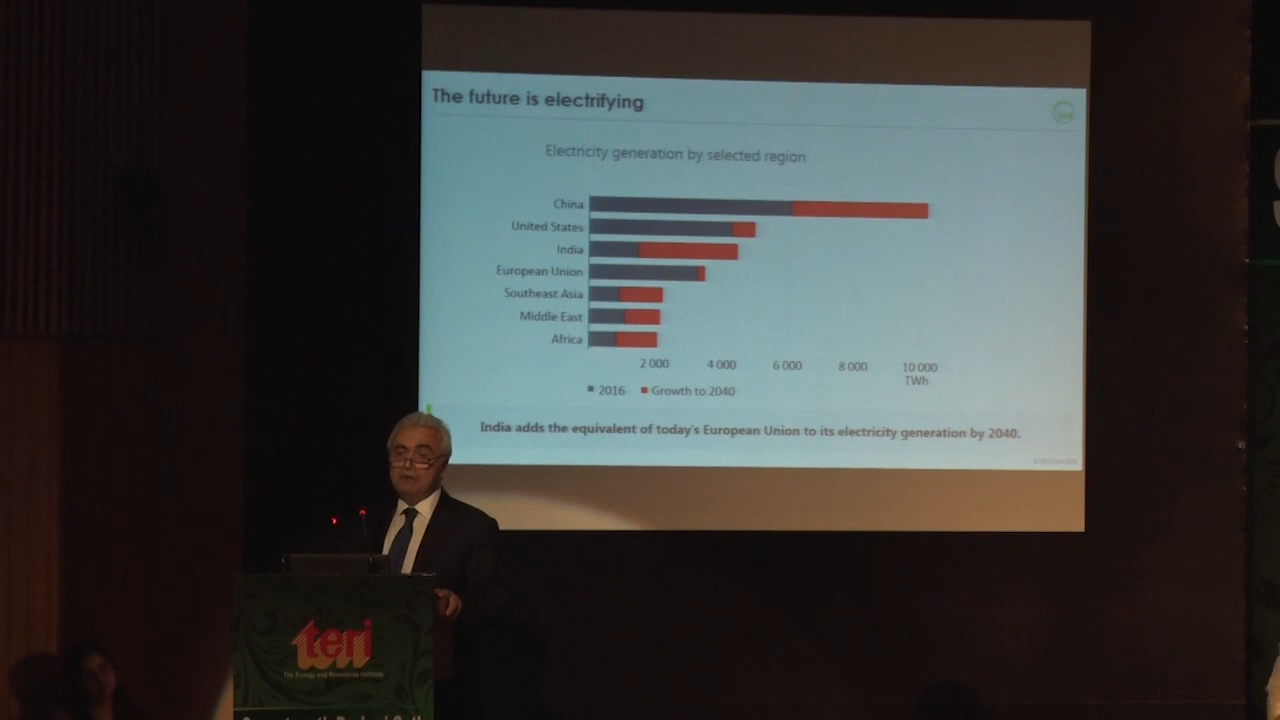 The future is electrifying
iea
Electricity generation by selected region
China
United States
India
European Union
Southeast Asia
Middle East
Africa
2 000 4 000 6 000 8 000 10 000
TWh
2016 Growth to 2040
India adds the equivalent of today's European Union to its electricity generation by 2040.
teri
The Energy and Resources Institute